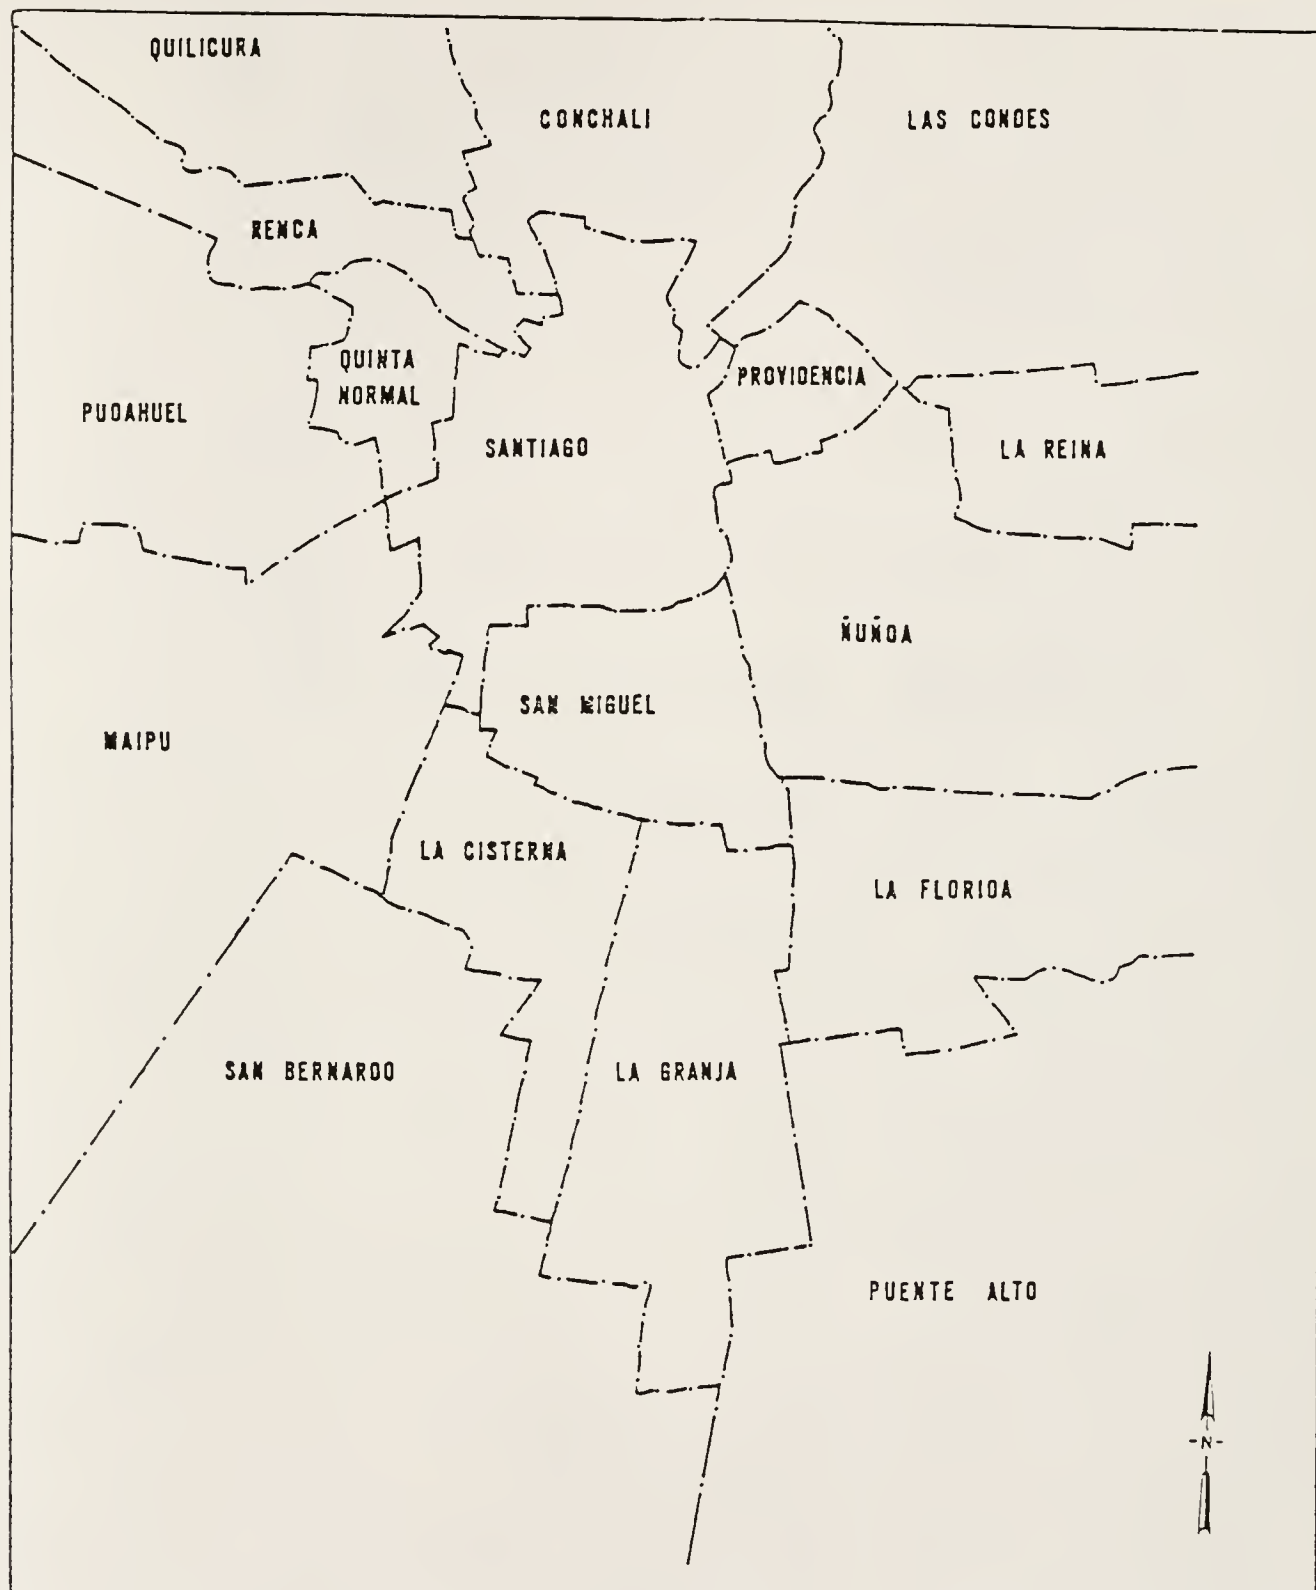 QUILICURA
CONCHALI
LAS CONDES
RENCA
QUINTA
NORMAL
PROVIDENCIA
PUDAHUEL
SANTIAGO
LA REINA
ÑUÑOA
SAN MIGUEL
MAIPU
LA CISTERNA
LA FLORIDA
SAN BERNARDO
LA GRANJA
PUENTE ALTO
-N-